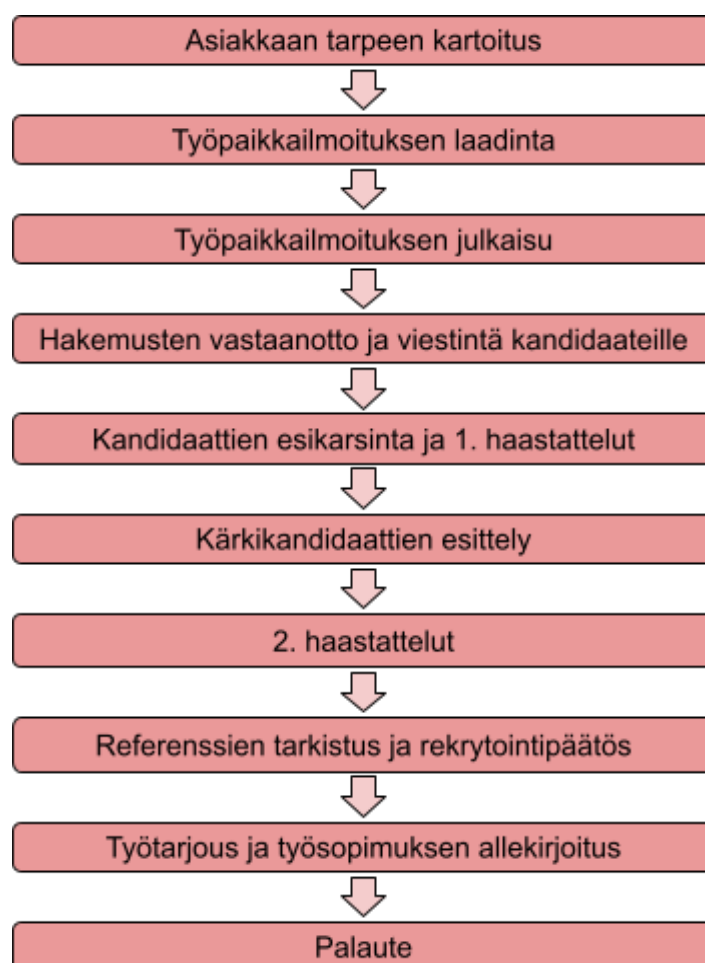 Asiakkaan tarpeen kartoitus
Työpaikkailmoituksen laadinta
Työpaikkailmoituksen julkaisu
Hakemusten vastaanotto ja viestintä kandidaateille
Kandidaattien esikarsinta ja 1. haastattelut
Kärkikandidaattien esittely
2. haastattelut
Referenssien tarkistus ja rekrytointipäätös
Työtarjous ja työsopimuksen allekirjoitus
Palaute